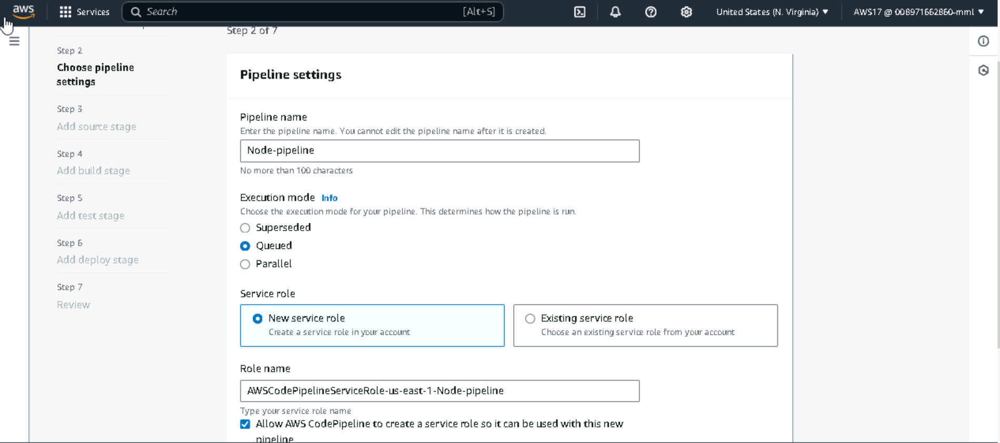 aws
Services
Search
[Alt+S]
United States (N. Virginia)
AWS17 @ 008971662860-mml
Step 2 of 7
Step 2
Choose pipeline
settings
Step 3
Add source stage
Step 4
Add build stage
Step 5
Add test stage
Step 6
Add deploy stage
Step 7
Review
Pipeline settings
Pipeline name
Enter the pipeline name. You cannot edit the pipeline name after it is created.
Node-pipeline
No more than 100 characters
Execution mode Info
Choose the execution mode for your pipeline. This determines how the pipeline is run.
Superseded
Queued
Parallel
Service role
New service role
Create a service role in your account
Existing service role
Choose an existing service role from your account
Role name
AWSCodePipelineServiceRole-us-east-1-Node-pipeline
Type your service role name
Allow AWS CodePipeline to create a service role so it can be used with this new
pipeline